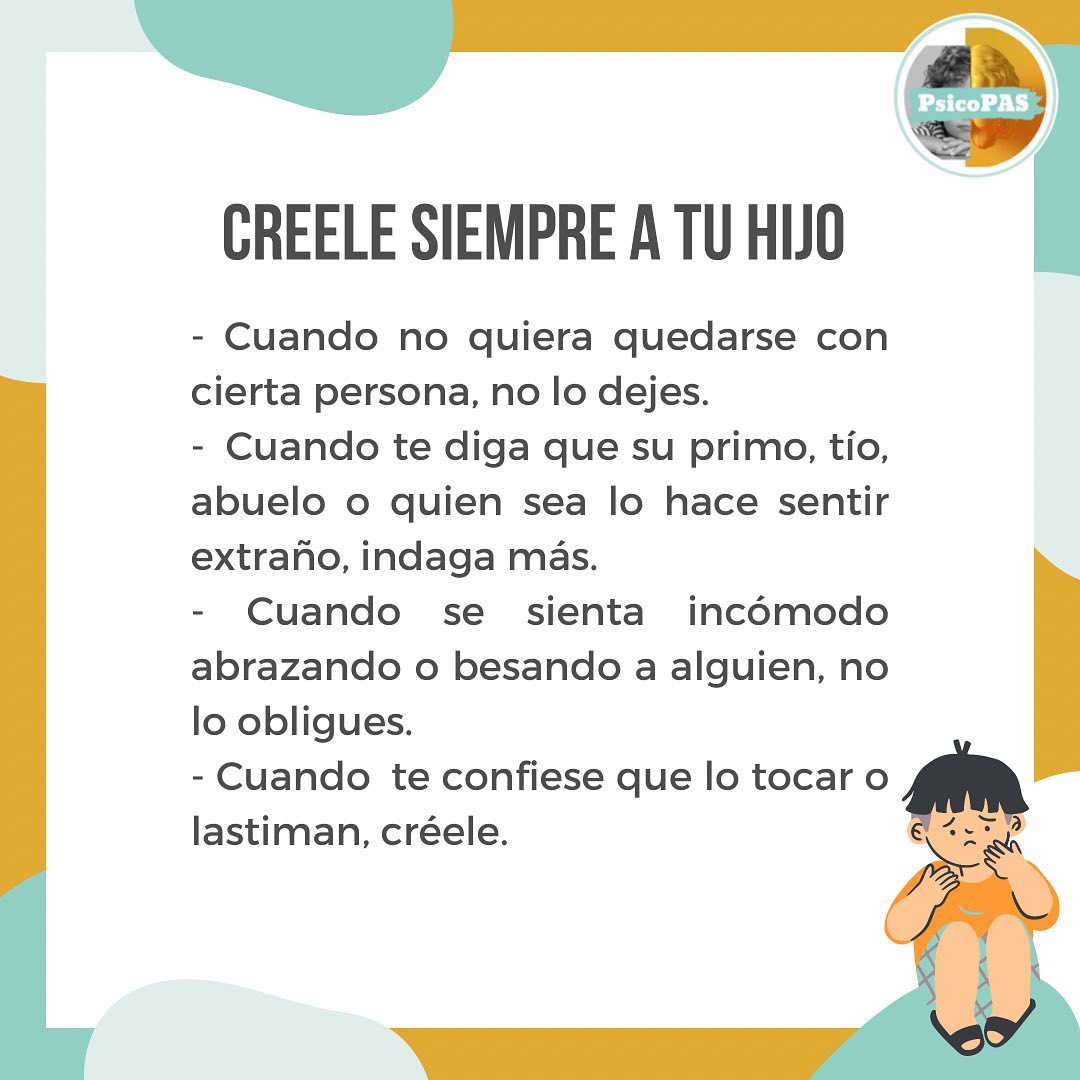 PsicoPAS
CREELE SIEMPRE A TU HIJO
- Cuando no quiera quedarse con
cierta persona, no lo dejes.
- Cuando te diga que su primo, tío,
abuelo o quien sea lo hace sentir
extraño, indaga más.
- Cuando se sienta incómodo
abrazando o besando a alguien, no
lo obligues.
- Cuando te confiese que lo tocar o
lastiman, créele.